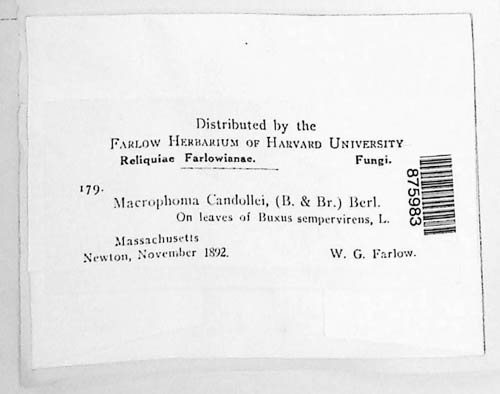 Distributed by the
FARLOW HERBARIUM OF HARVARD UNIVERSITY
Reliquiae Farlowianae. Fungi.
179.
Macrophoma Candollei, (B. & Br.) Berl.
On leaves of Buxus sempervirens, L.
Massachusetts
Newton, November 1892. W. G. Farlow.
875983